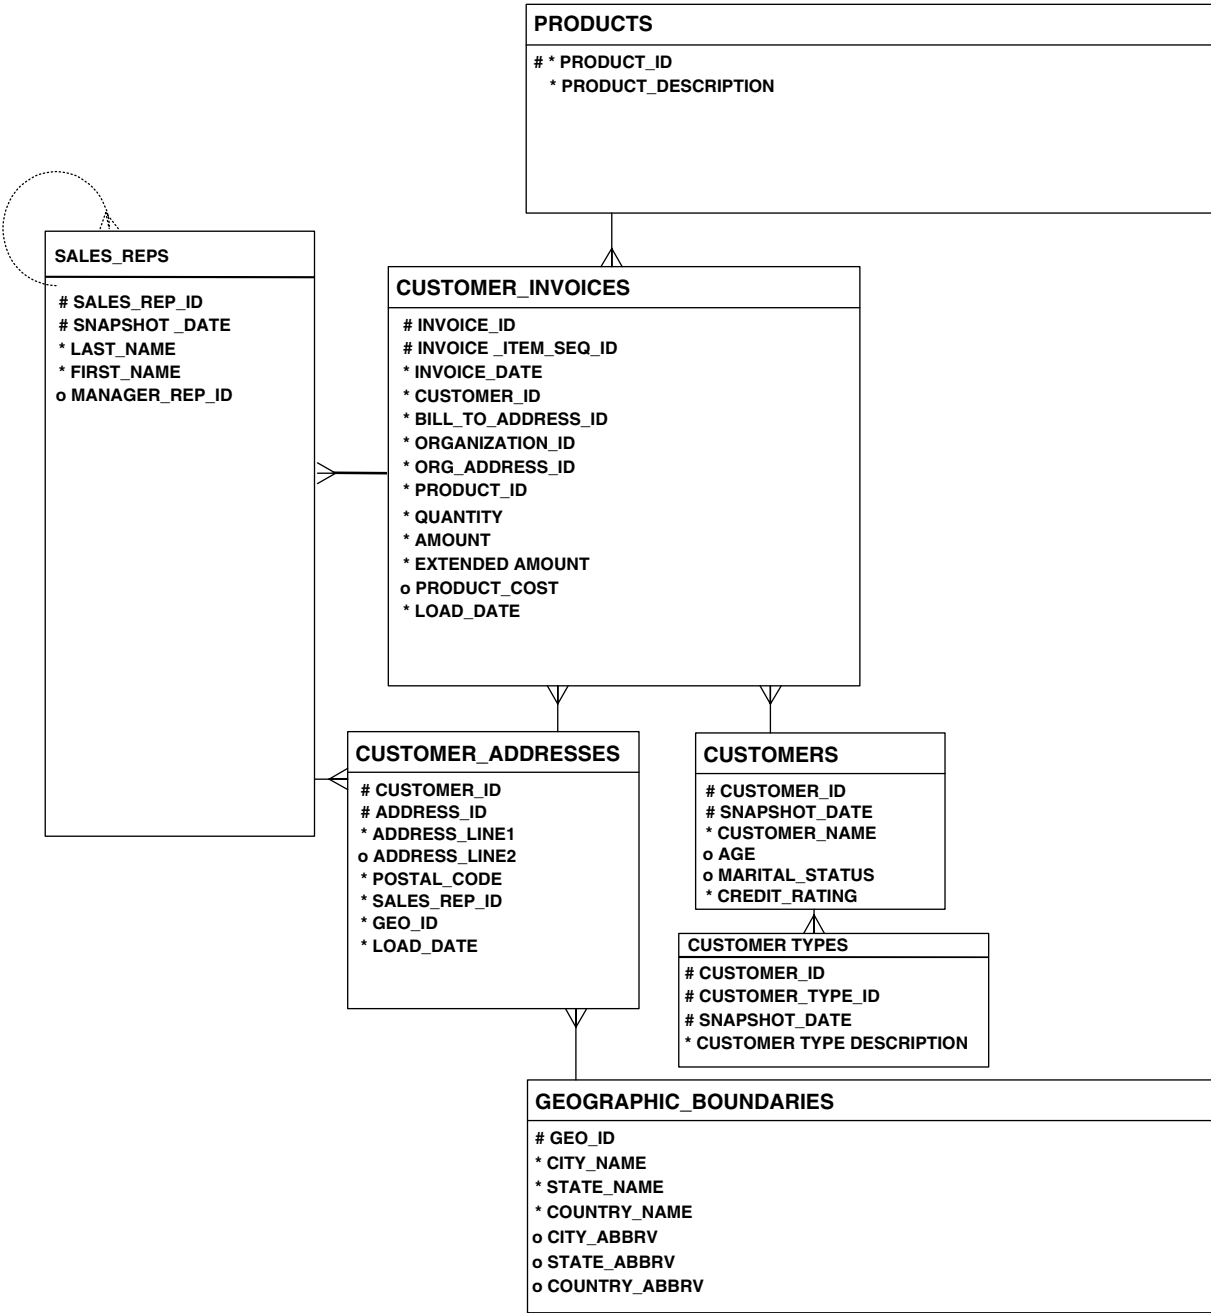 PRODUCTS
# * PRODUCT_ID
* PRODUCT_DESCRIPTION
SALES_REPS
# SALES_REP_ID
# SNAPSHOT _DATE
* LAST_NAME
* FIRST_NAME
o MANAGER_REP_ID
CUSTOMER_INVOICES
# INVOICE_ID
# INVOICE _ITEM_SEQ_ID
* INVOICE_DATE
* CUSTOMER_ID
* BILL_TO_ADDRESS_ID
* ORGANIZATION_ID
* ORG_ADDRESS_ID
* PRODUCT_ID
* QUANTITY
* AMOUNT
* EXTENDED AMOUNT
o PRODUCT_COST
* LOAD_DATE
CUSTOMER_ADDRESSES
# CUSTOMER_ID
# ADDRESS_ID
* ADDRESS_LINE1
o ADDRESS_LINE2
* POSTAL_CODE
* SALES_REP_ID
* GEO_ID
* LOAD_DATE
CUSTOMERS
# CUSTOMER_ID
# SNAPSHOT_DATE
* CUSTOMER_NAME
o AGE
o MARITAL_STATUS
* CREDIT_RATING
CUSTOMER TYPES
# CUSTOMER_ID
# CUSTOMER_TYPE_ID
# SNAPSHOT_DATE
* CUSTOMER TYPE DESCRIPTION
GEOGRAPHIC_BOUNDARIES
# GEO_ID
* CITY_NAME
* STATE_NAME
* COUNTRY_NAME
o CITY_ABBRV
o STATE_ABBRV
o COUNTRY_ABBRV